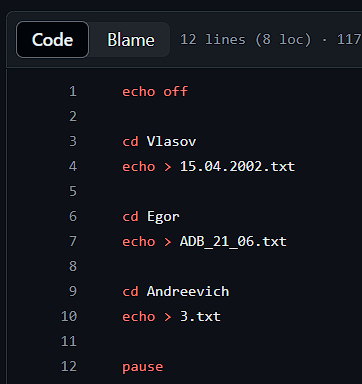 Code Blame 12 lines (8 loc) · 117
1 echo off
2
3 cd Vlasov
4 echo > 15.04.2002.txt
5
6 cd Egor
7 echo > ADB_21_06.txt
8
9 cd Andreevich
10 echo > 3.txt
11
12 pause